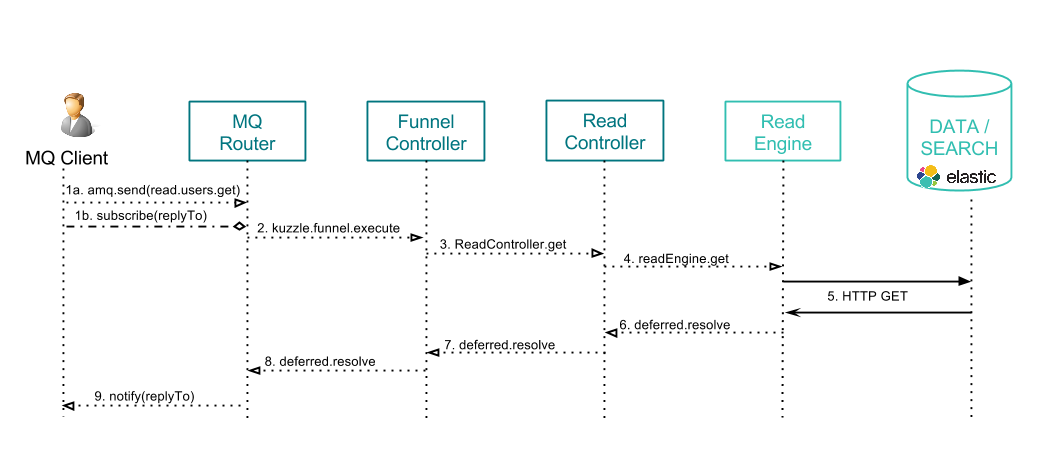 MQ Client
MQ
Router
Funnel
Controller
Read
Controller
Read
Engine
DATA /
SEARCH
elastic
1a. amq.send(read.users.get)
1b. subscribe(replyTo)
2. kuzzle.funnel.execute
3. ReadController.get
4. readEngine.get
5. HTTP GET
6. deferred.resolve
7. deferred.resolve
8. deferred.resolve
9. notify(replyTo)